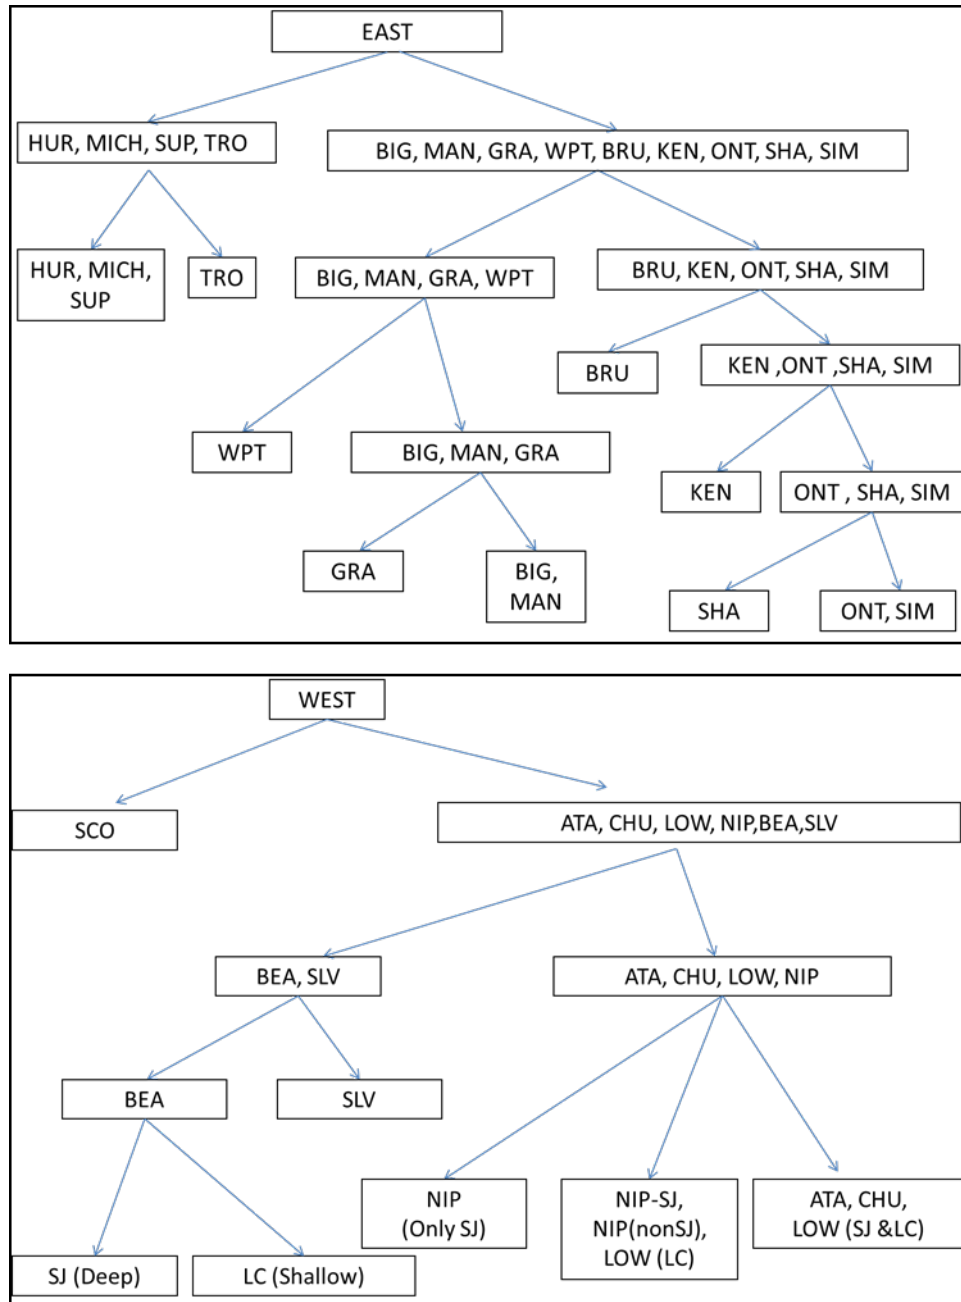 EAST
HUR, MICH, SUP, TRO
BIG, MAN, GRA, WPT, BRU, KEN, ONT, SHA, SIM
HUR, MICH,
SUP
TRO
BIG, MAN, GRA, WPT
BRU, KEN, ONT, SHA, SIM
BRU
KEN ,ONT ,SHA, SIM
WPT
BIG, MAN, GRA
KEN
ONT , SHA, SIM
GRA
BIG,
MAN
SHA
ONT, SIM
WEST
SCO
ATA, CHU, LOW, NIP,BEA,SLV
BEA, SLV
ATA, CHU, LOW, NIP
BEA
SLV
NIP
(Only SJ)
NIP-SJ,
NIP(nonSJ),
LOW (LC)
ATA, CHU,
LOW (SJ &LC)
SJ (Deep)
LC (Shallow)